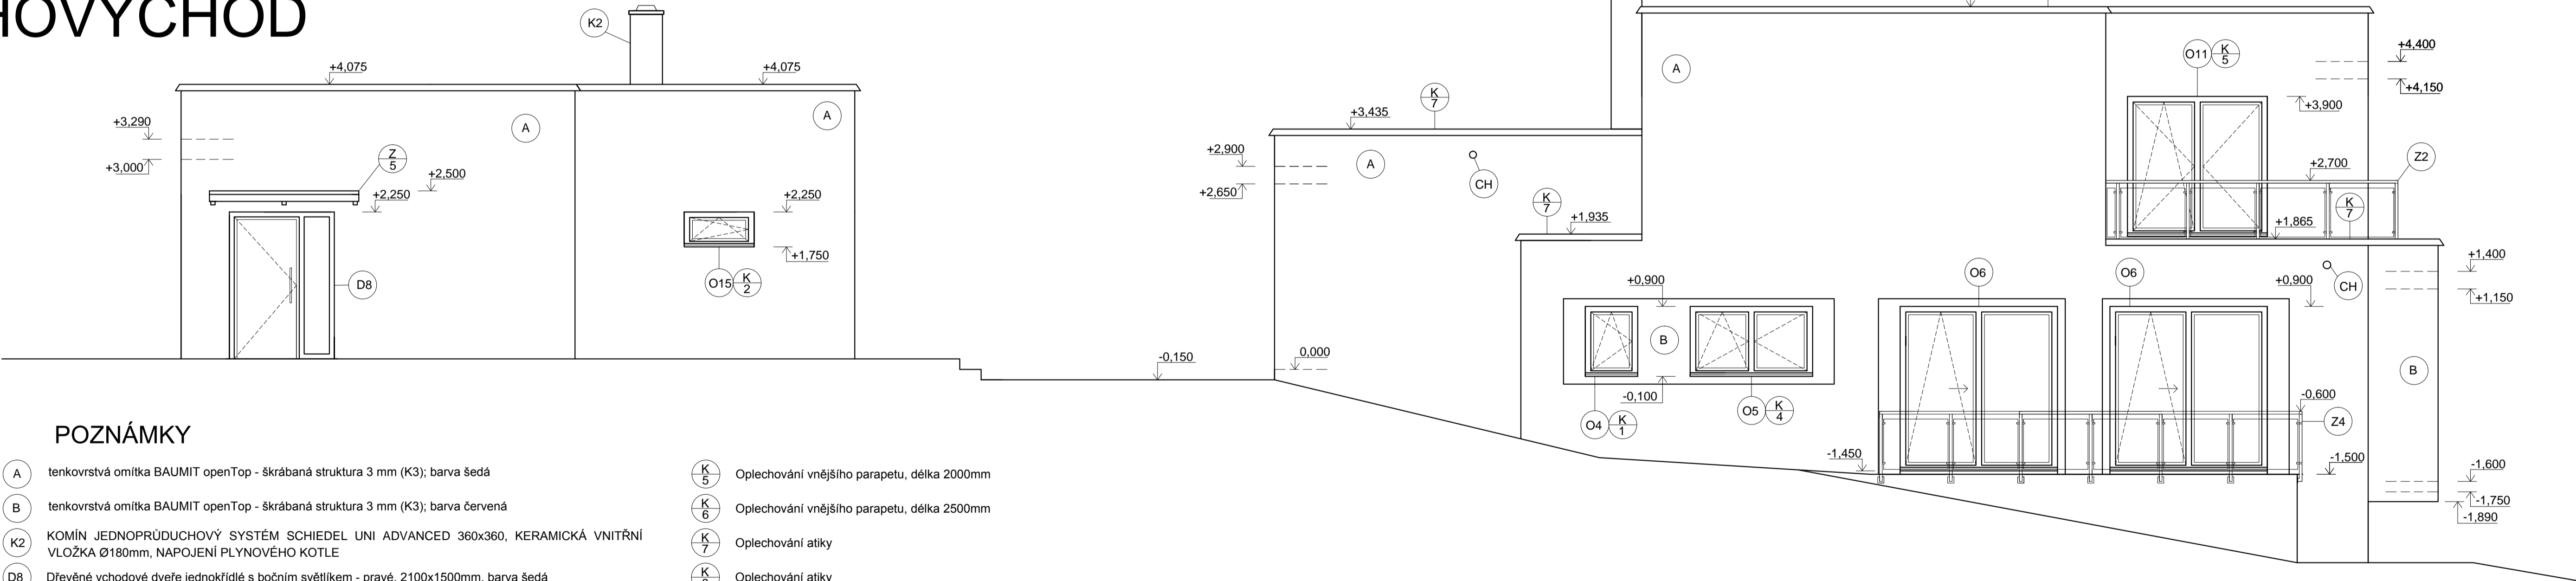 HOVÝCHOD
K2
+4,075
+4,075
A
A
+3,290
+3,000
Z
5
+2,500
+2,250
+2,250
+1,750
O15
K
2
D8
K
7
+3,435
+2,900
+2,650
A
CH
K
7
+1,935
A
O11
K
5
+4,400
+4,150
+3,900
+2,700
Z2
K
7
+1,865
+1,400
+1,150
O6
O6
+0,900
+0,900
CH
B
B
-0,150
0,000
-0,100
O4
K
1
O5
K
4
-0,600
Z4
-1,450
-1,500
-1,600
-1,750
-1,890
POZNÁMKY
A tenkovrstvá omítka BAUMIT openTop - škrábaná struktura 3 mm (K3); barva šedá
B tenkovrstvá omítka BAUMIT openTop - škrábaná struktura 3 mm (K3); barva červená
K2 KOMÍN JEDNOPRŮDUCHOVÝ SYSTÉM SCHIEDEL UNI ADVANCED 360x360, KERAMICKÁ VNITŘNÍ
VLOŽKA Ø180mm, NAPOJENÍ PLYNOVÉHO KOTLE
D8 Dřevěné vchodové dveře jednokřídlé s bočním světlíkem - pravé, 2100x1500mm, barva šedá
K
5 Oplechování vnějšího parapetu, délka 2000mm
K
6 Oplechování vnějšího parapetu, délka 2500mm
K
7 Oplechování atiky
K
Oplechování atiky